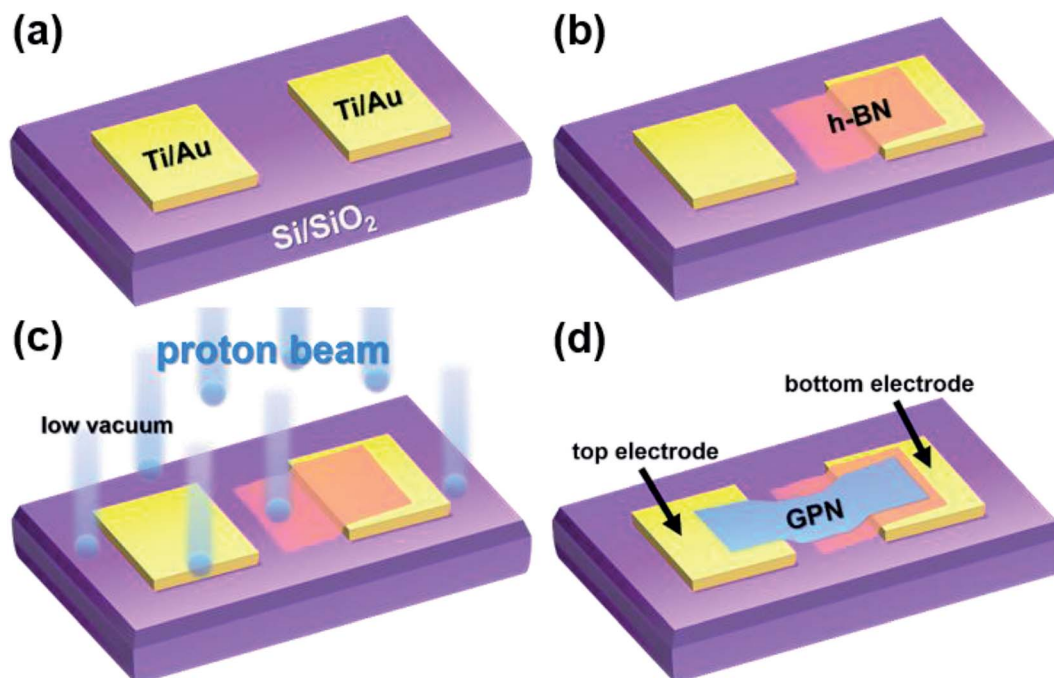 (a)
Ti/Au
Ti/Au
Si/SiO₂
(b)
h-BN
(c)
proton beam
low vacuum
(d)
bottom electrode
top electrode
GPN